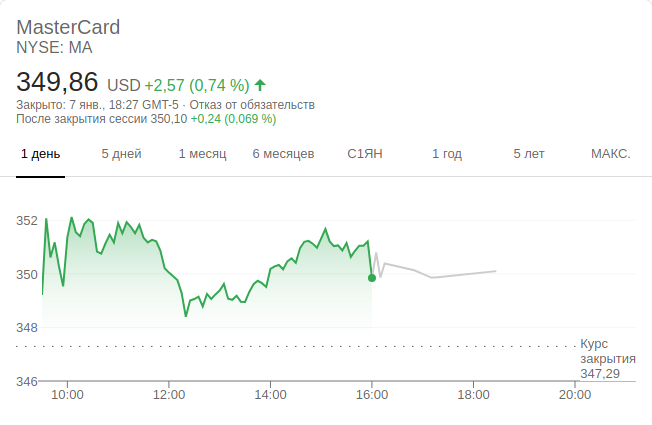 MasterCard
NYSE: MA
349,86 USD +2,57 (0,74 %)
Закрыто: 7 янв., 18:27 GMT-5 · Отказ от обязательств
После закрытия сессии 350,10 +0,24 (0,069 %)
1 день 5 дней 1 месяц 6 месяцев С1ЯН 1 год 5 лет МАКС.
352
350
348
Курс
закрытия
347,29
346
10:00 12:00 14:00 16:00 18:00 20:00